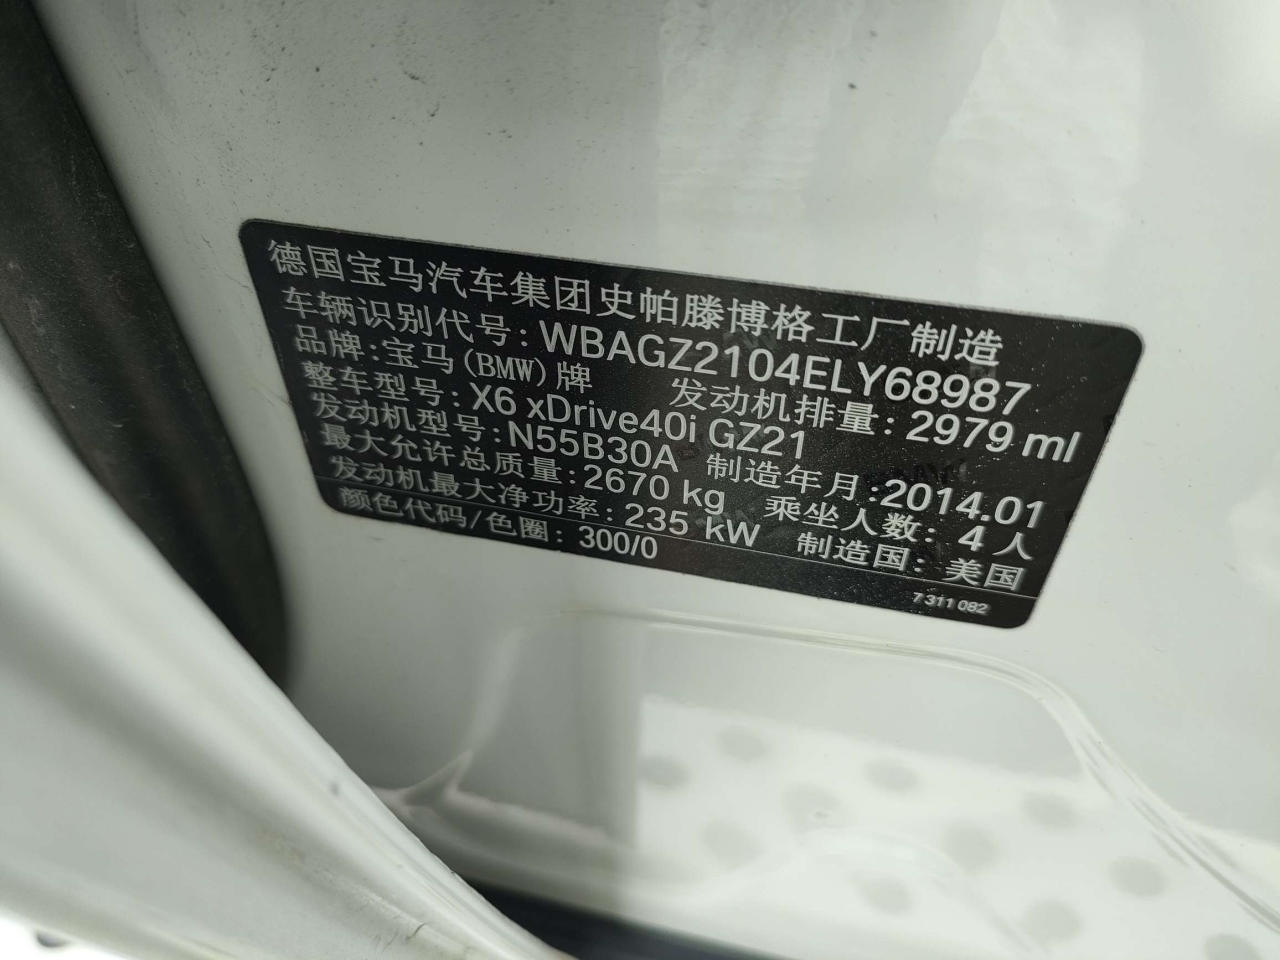 德国宝马汽车集团史帕滕博格工厂制造
车辆识别代号: WBAGZ2104ELY68987
品牌: 宝马(BMW)牌 发动机排量: 2979 ml
整车型号: X6 xDrive40i GZ21
发动机型号: N55B30A 制造年月: 2014.01
最大允许总质量: 2670 kg 乘坐人数: 4 人
发动机最大净功率: 235 kW 制造国: 美国
颜色代码/色圈: 300/0
7 311 082